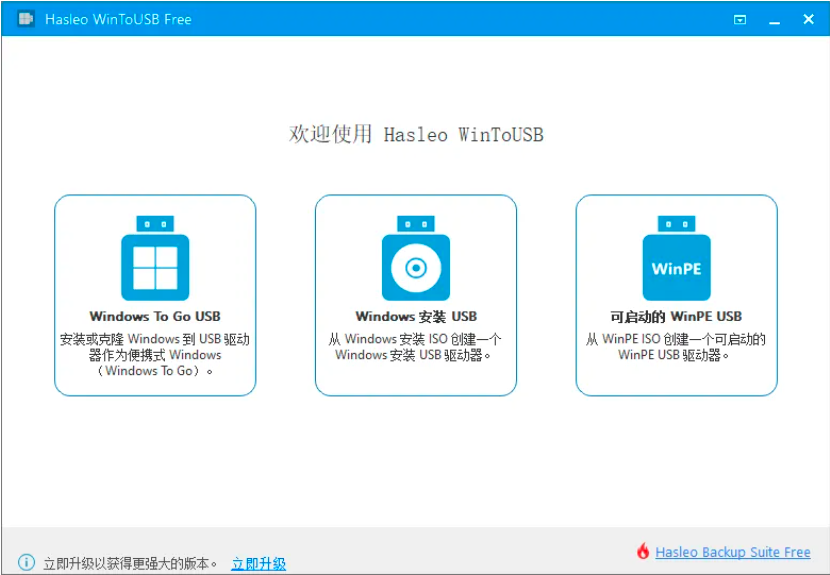 Hasleo WinToUSB Free
欢迎使用 Hasleo WinToUSB
Windows To Go USB
安装或克隆 Windows 到 USB 驱动
器作为便携式 Windows
（Windows To Go）。
Windows 安装 USB
从 Windows 安装 ISO 创建一个
Windows 安装 USB 驱动器。
WinPE
可启动的 WinPE USB
从 WinPE ISO 创建一个可启动的
WinPE USB 驱动器。
立即升级以获得更强大的版本。 立即升级
Hasleo Backup Suite Free